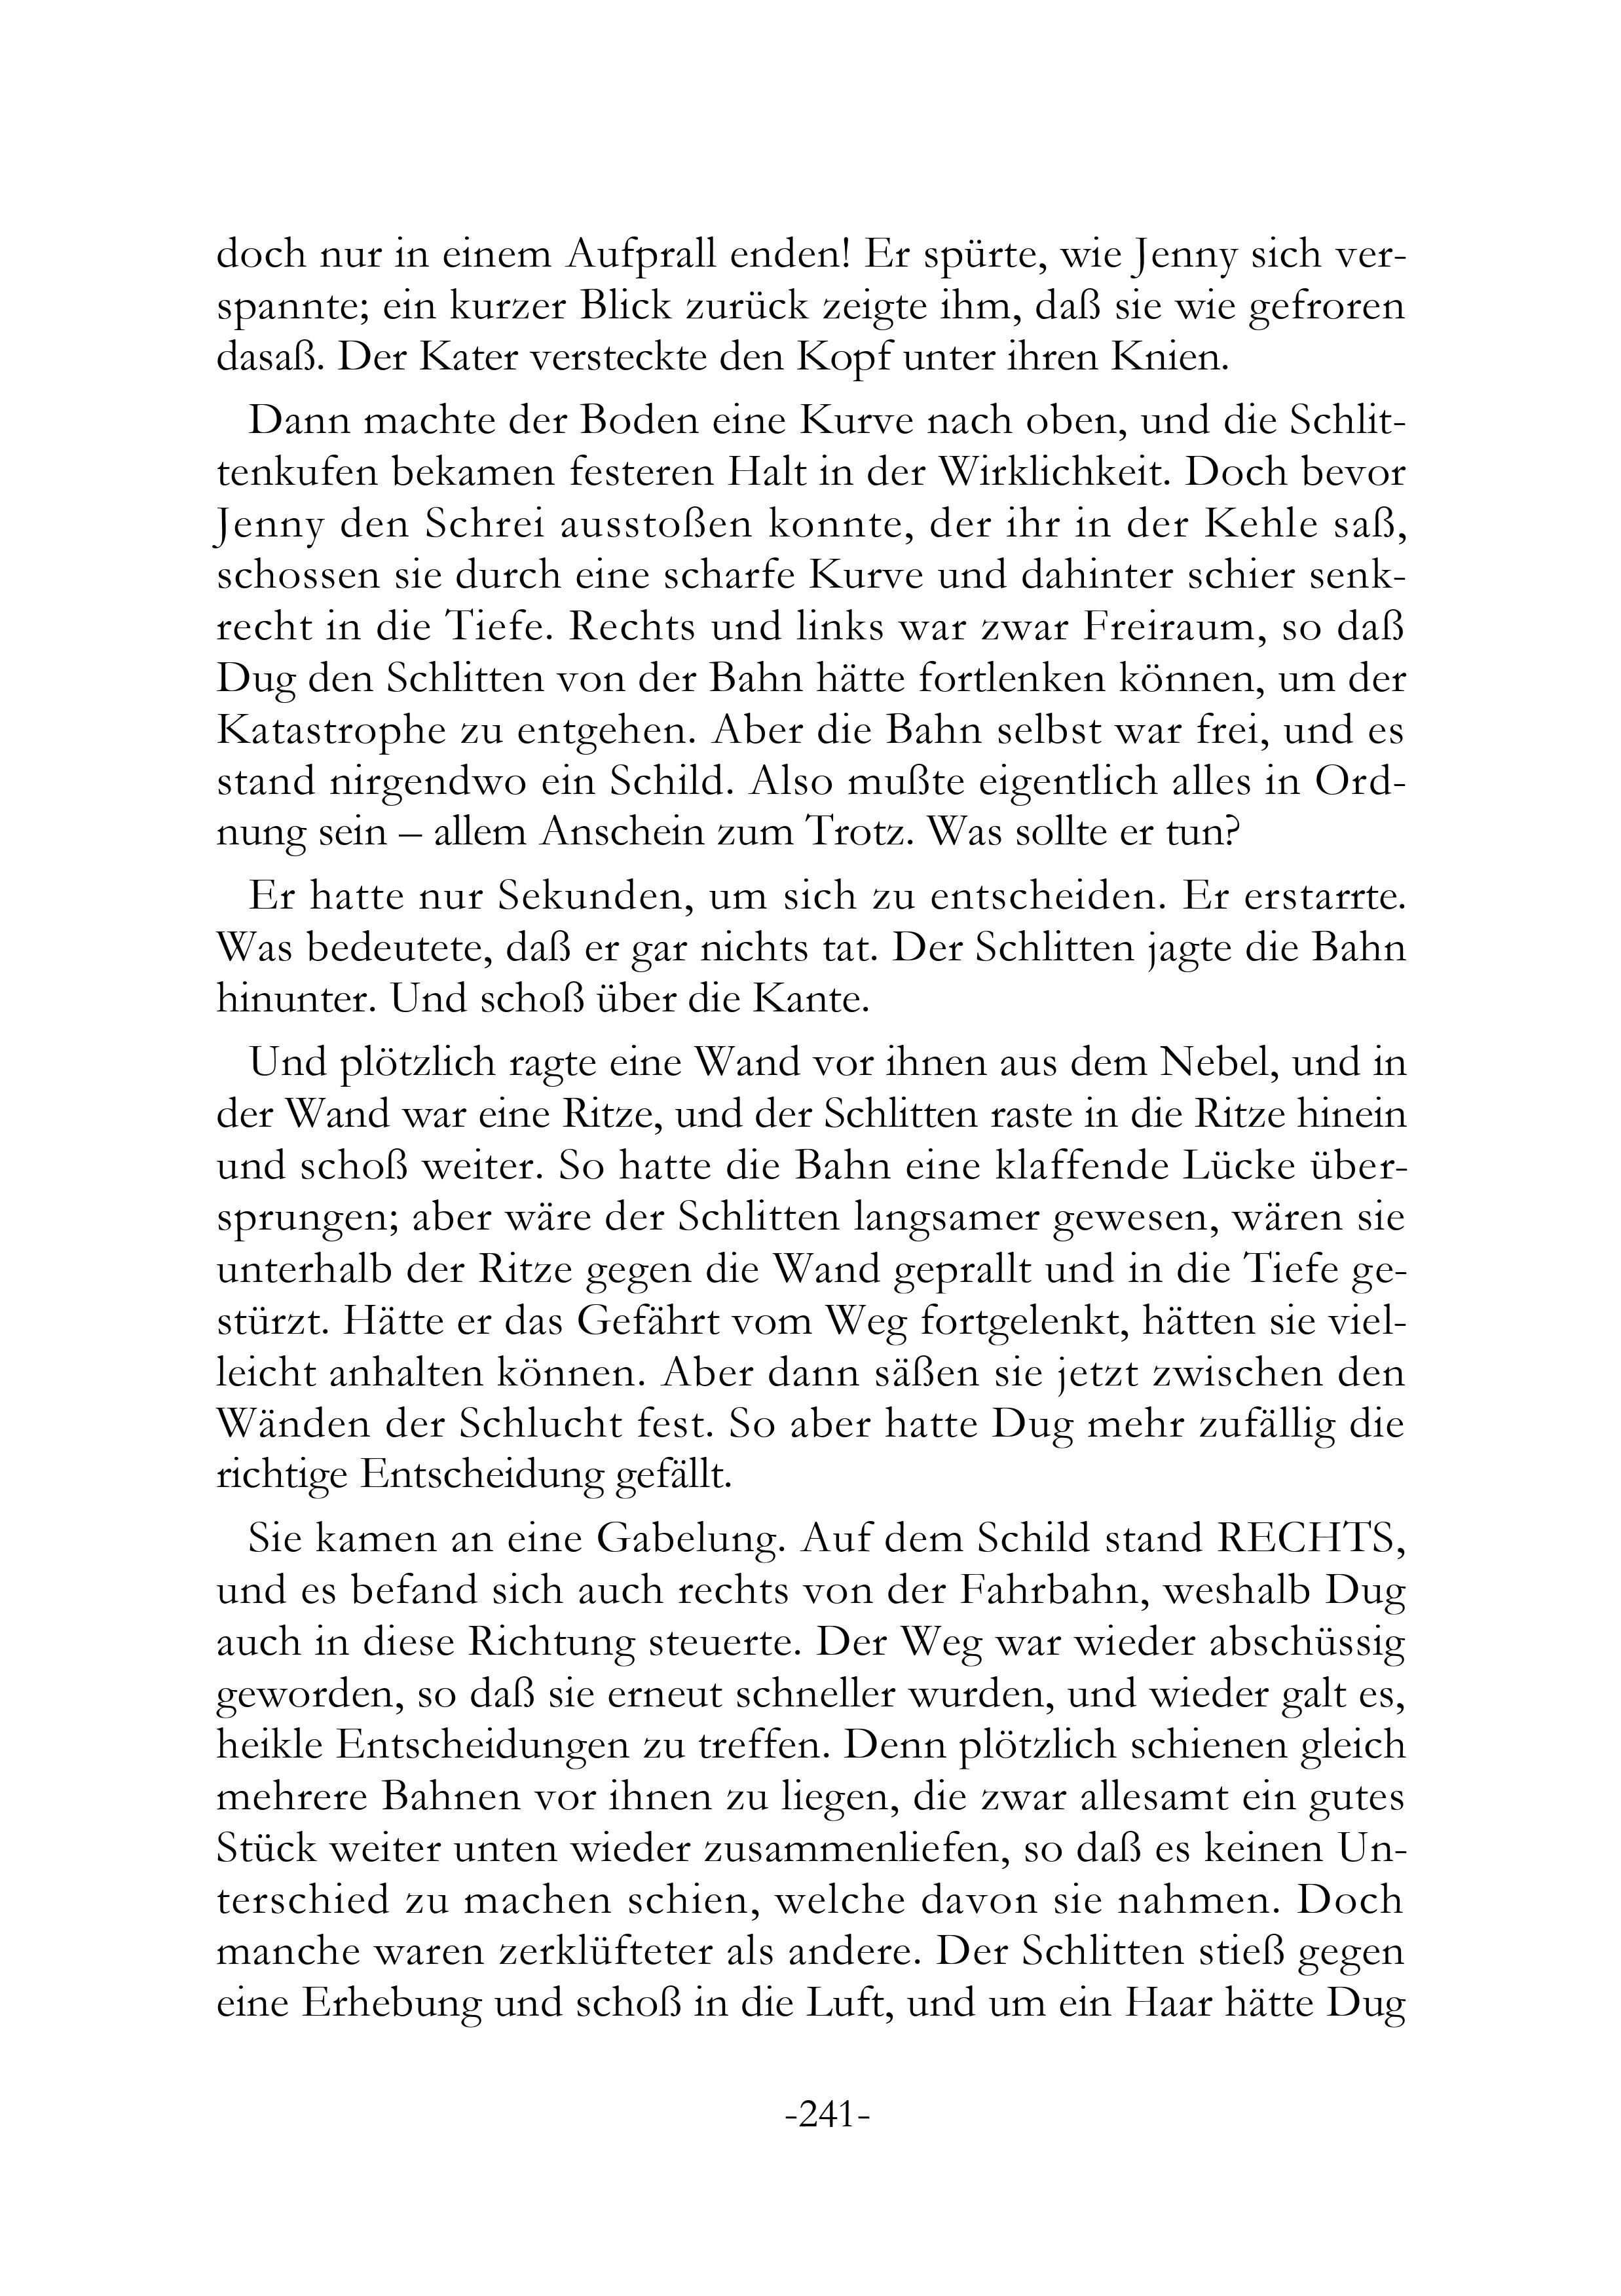 doch nur in einem Aufprall enden! Er spürte, wie Jenny sich ver-
spannte; ein kurzer Blick zurück zeigte ihm, daß sie wie gefroren
dasaß. Der Kater versteckte den Kopf unter ihren Knien.
Dann machte der Boden eine Kurve nach oben, und die Schlit-
tenkufen bekamen festeren Halt in der Wirklichkeit. Doch bevor
Jenny den Schrei ausstoßen konnte, der ihr in der Kehle saß,
schossen sie durch eine scharfe Kurve und dahinter schier senk-
recht in die Tiefe. Rechts und links war zwar Freiraum, so daß
Dug den Schlitten von der Bahn hätte fortlenken können, um der
Katastrophe zu entgehen. Aber die Bahn selbst war frei, und es
stand nirgendwo ein Schild. Also mußte eigentlich alles in Ord-
nung sein – allem Anschein zum Trotz. Was sollte er tun?
Er hatte nur Sekunden, um sich zu entscheiden. Er erstarrte.
Was bedeutete, daß er gar nichts tat. Der Schlitten jagte die Bahn
hinunter. Und schoß über die Kante.
Und plötzlich ragte eine Wand vor ihnen aus dem Nebel, und in
der Wand war eine Ritze, und der Schlitten raste in die Ritze hinein
und schoß weiter. So hatte die Bahn eine klaffende Lücke über-
sprungen; aber wäre der Schlitten langsamer gewesen, wären sie
unterhalb der Ritze gegen die Wand geprallt und in die Tiefe ge-
stürzt. Hätte er das Gefährt vom Weg fortgelenkt, hätten sie viel-
leicht anhalten können. Aber dann säßen sie jetzt zwischen den
Wänden der Schlucht fest. So aber hatte Dug mehr zufällig die
richtige Entscheidung gefällt.
Sie kamen an eine Gabelung. Auf dem Schild stand RECHTS,
und es befand sich auch rechts von der Fahrbahn, weshalb Dug
auch in diese Richtung steuerte. Der Weg war wieder abschüssig
geworden, so daß sie erneut schneller wurden, und wieder galt es,
heikle Entscheidungen zu treffen. Denn plötzlich schienen gleich
mehrere Bahnen vor ihnen zu liegen, die zwar allesamt ein gutes
Stück weiter unten wieder zusammenliefen, so daß es keinen Un-
terschied zu machen schien, welche davon sie nahmen. Doch
manche waren zerklüfteter als andere. Der Schlitten stieß gegen
eine Erhebung und schoß in die Luft, und um ein Haar hätte Dug
-241-